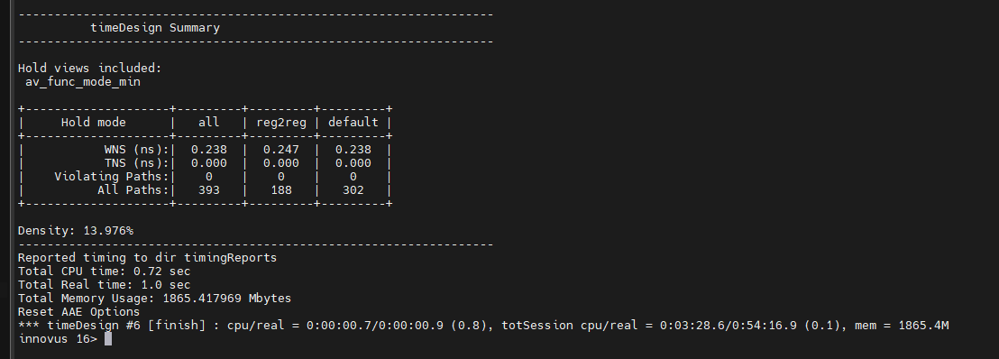 ---------------------------------------------------------------------
timeDesign Summary
---------------------------------------------------------------------
Hold views included:
av_func_mode_min
+--------------------+---------+---------+---------+
|     Hold mode      |   all   | reg2reg | default |
+--------------------+---------+---------+---------+
|           WNS (ns):|  0.238  |  0.247  |  0.238  |
|           TNS (ns):|  0.000  |  0.000  |  0.000  |
|    Violating Paths:|    0    |    0    |    0    |
|          All Paths:|   393   |   188   |   302   |
+--------------------+---------+---------+---------+
Density: 13.976%
---------------------------------------------------------------------
Reported timing to dir timingReports
Total CPU time: 0.72 sec
Total Real time: 1.0 sec
Total Memory Usage: 1865.417969 Mbytes
Reset AAE Options
*** timeDesign #6 [finish] : cpu/real = 0:00:00.7/0:00:00.9 (0.8), totSession cpu/real = 0:03:28.6/0:54:16.9 (0.1), mem = 1865.4M
innovus 16>